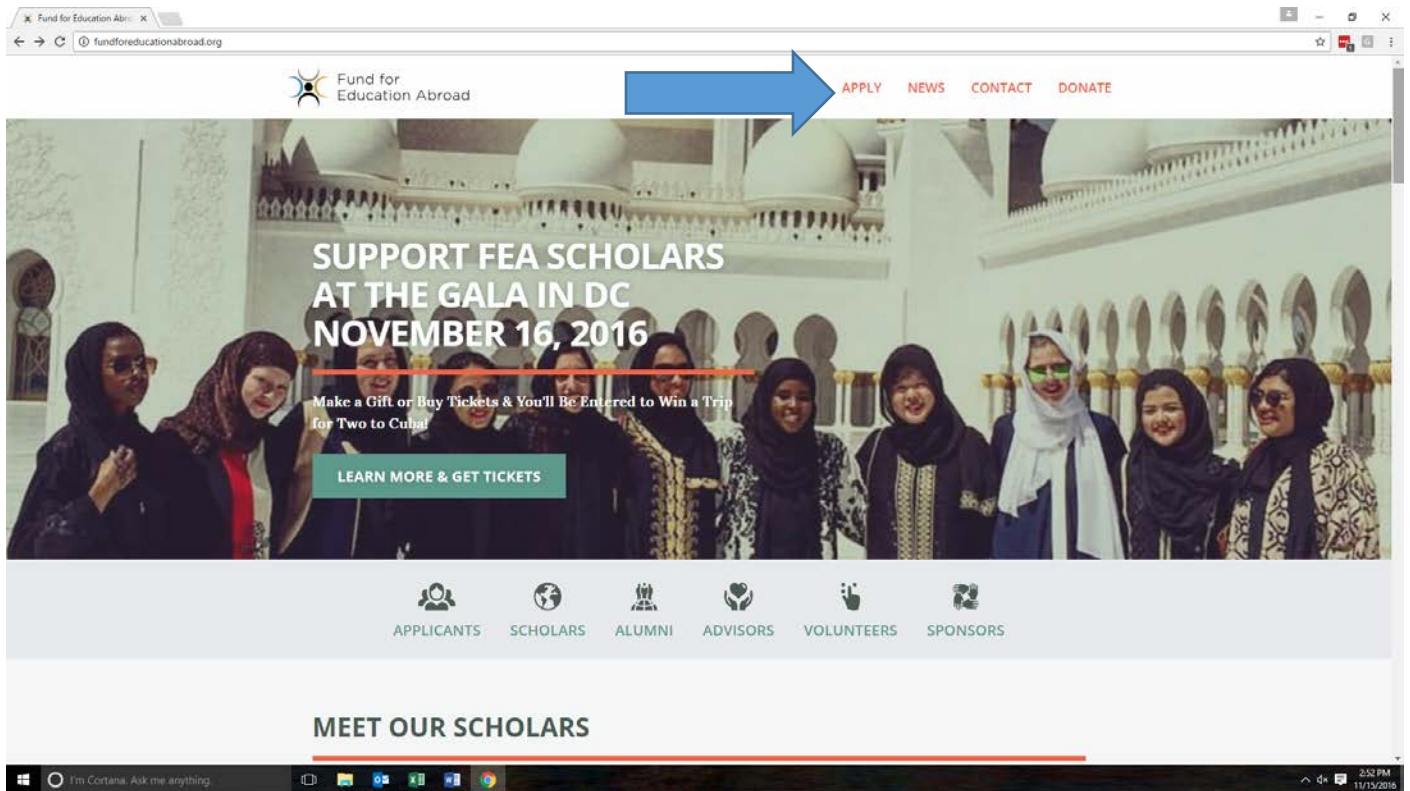 Fund for Education Abro
fundforeducationabroad.org
Fund for
Education Abroad
APPLY NEWS CONTACT DONATE
SUPPORT FEA SCHOLARS
AT THE GALA IN DC
NOVEMBER 16, 2016
Make a Gift or Buy Tickets & You'll Be Entered to Win a Trip
for Two to Cuba!
LEARN MORE & GET TICKETS
APPLICANTS SCHOLARS ALUMNI ADVISORS VOLUNTEERS SPONSORS
MEET OUR SCHOLARS
I'm Cortana. Ask me anything.
2:52 PM
11/15/2016